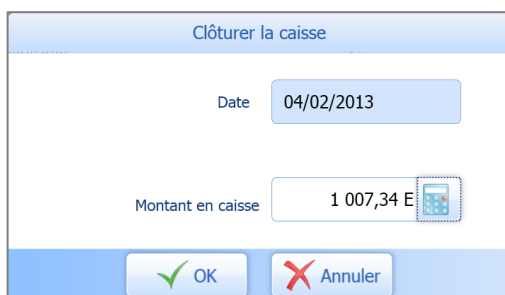 Clôturer la caisse
Date 04/02/2013
Montant en caisse 1 007,34 E
OK Annuler